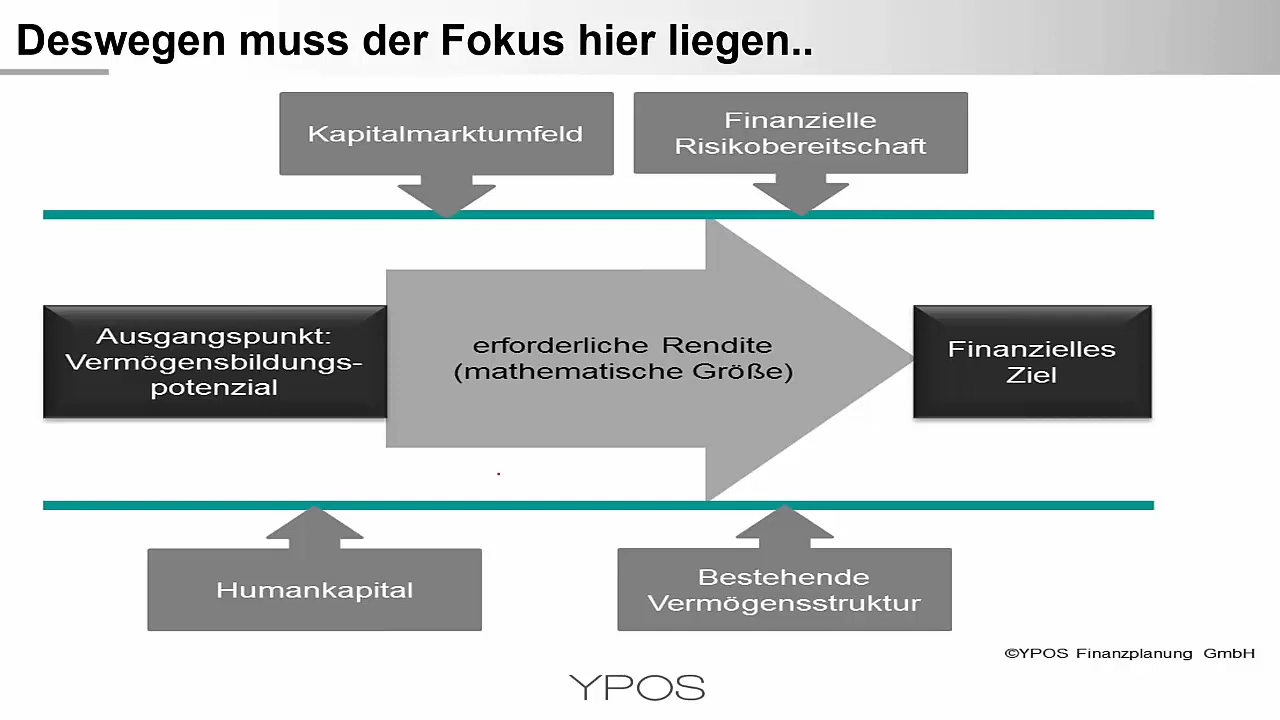 Deswegen muss der Fokus hier liegen..
Kapitalmarktumfeld
Finanzielle
Risikobereitschaft
Ausgangspunkt:
Vermögensbildungs-
potenzial
erforderliche Rendite
(mathematische Größe)
Finanzielles
Ziel
Humankapital
Bestehende
Vermögensstruktur
©YPOS Finanzplanung GmbH
YPOS